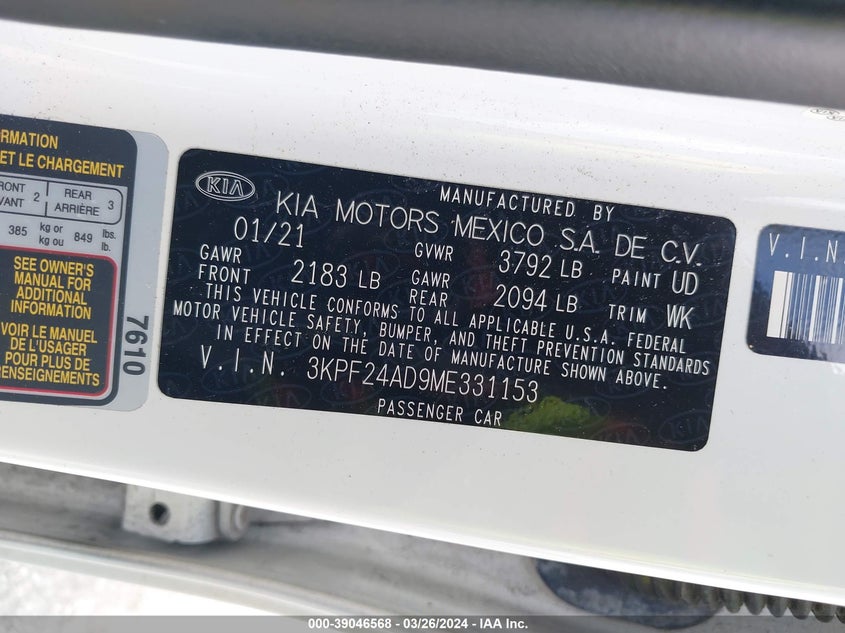 ORMATION
ET LE CHARGEMENT
RONT 2
VANT
REAR 3
ARRIÈRE
385 kg or 849 lbs.
kg ou lb.
SEE OWNER'S
MANUAL FOR
ADDITIONAL
INFORMATION
VOIR LE MANUEL
DE L'USAGER
POUR PLUS DE
RENSEIGNEMENTS
7610
KIA
MANUFACTURED BY
KIA MOTORS MEXICO S.A. DE C.V.
01/21
GAWR
FRONT 2183 LB
GVWR 3792 LB
GAWR
REAR 2094 LB
PAINT UD
TRIM WK
THIS VEHICLE CONFORMS TO ALL APPLICABLE U.S.A. FEDERAL
MOTOR VEHICLE SAFETY, BUMPER, AND THEFT PREVENTION STANDARDS
IN EFFECT ON THE DATE OF MANUFACTURE SHOWN ABOVE.
V.I.N. 3KPF24AD9ME331153
PASSENGER CAR
V.I.N.
000-39046568 - 03/26/2024 - IAA Inc.